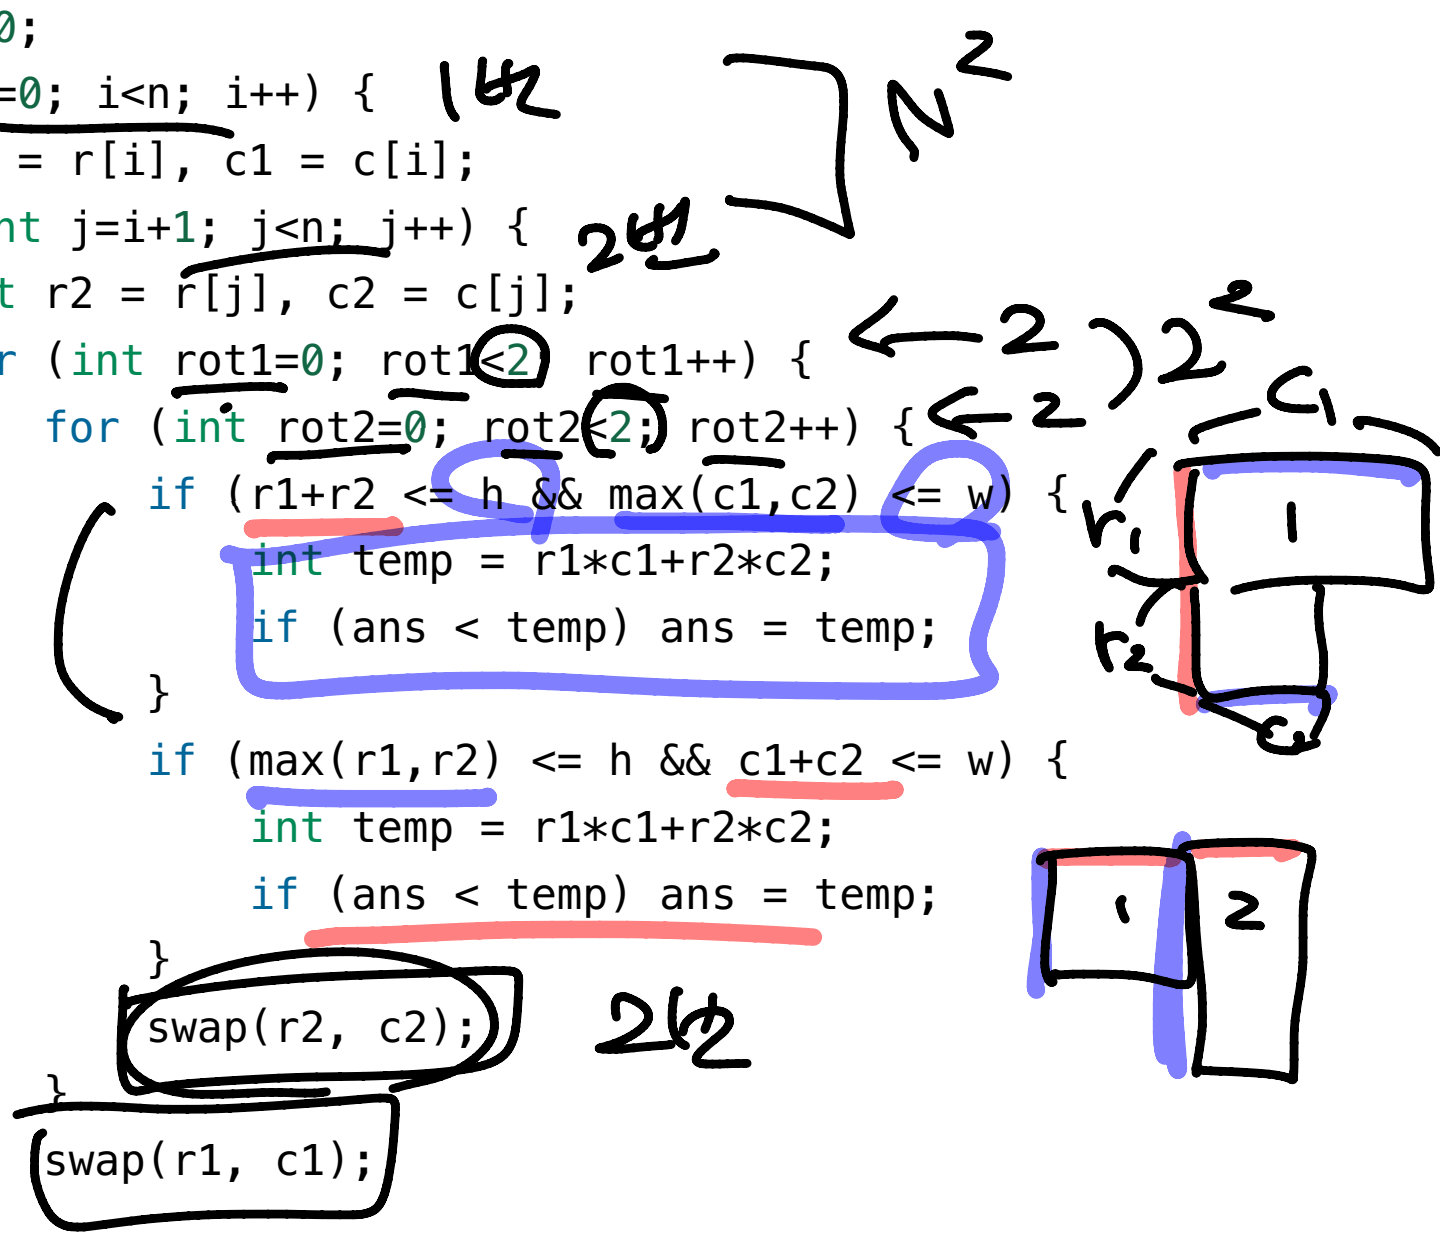 0;
=0; i<n; i++) { 1번
N²
= r[i], c1 = c[i];
nt j=i+1; j<n; j++) { 2번
t r2 = r[j], c2 = c[j];
r (int rot1=0; rot1<2; rot1++) { ← 2
2²
for (int rot2=0; rot2<2; rot2++) { ← 2
C1
if (r1+r2 <= h && max(c1,c2) <= w) {
r1
1
int temp = r1*c1+r2*c2;
if (ans < temp) ans = temp;
r2
}
if (max(r1,r2) <= h && c1+c2 <= w) {
int temp = r1*c1+r2*c2;
if (ans < temp) ans = temp;
1 2
}
swap(r2, c2); 2번
}
swap(r1, c1);